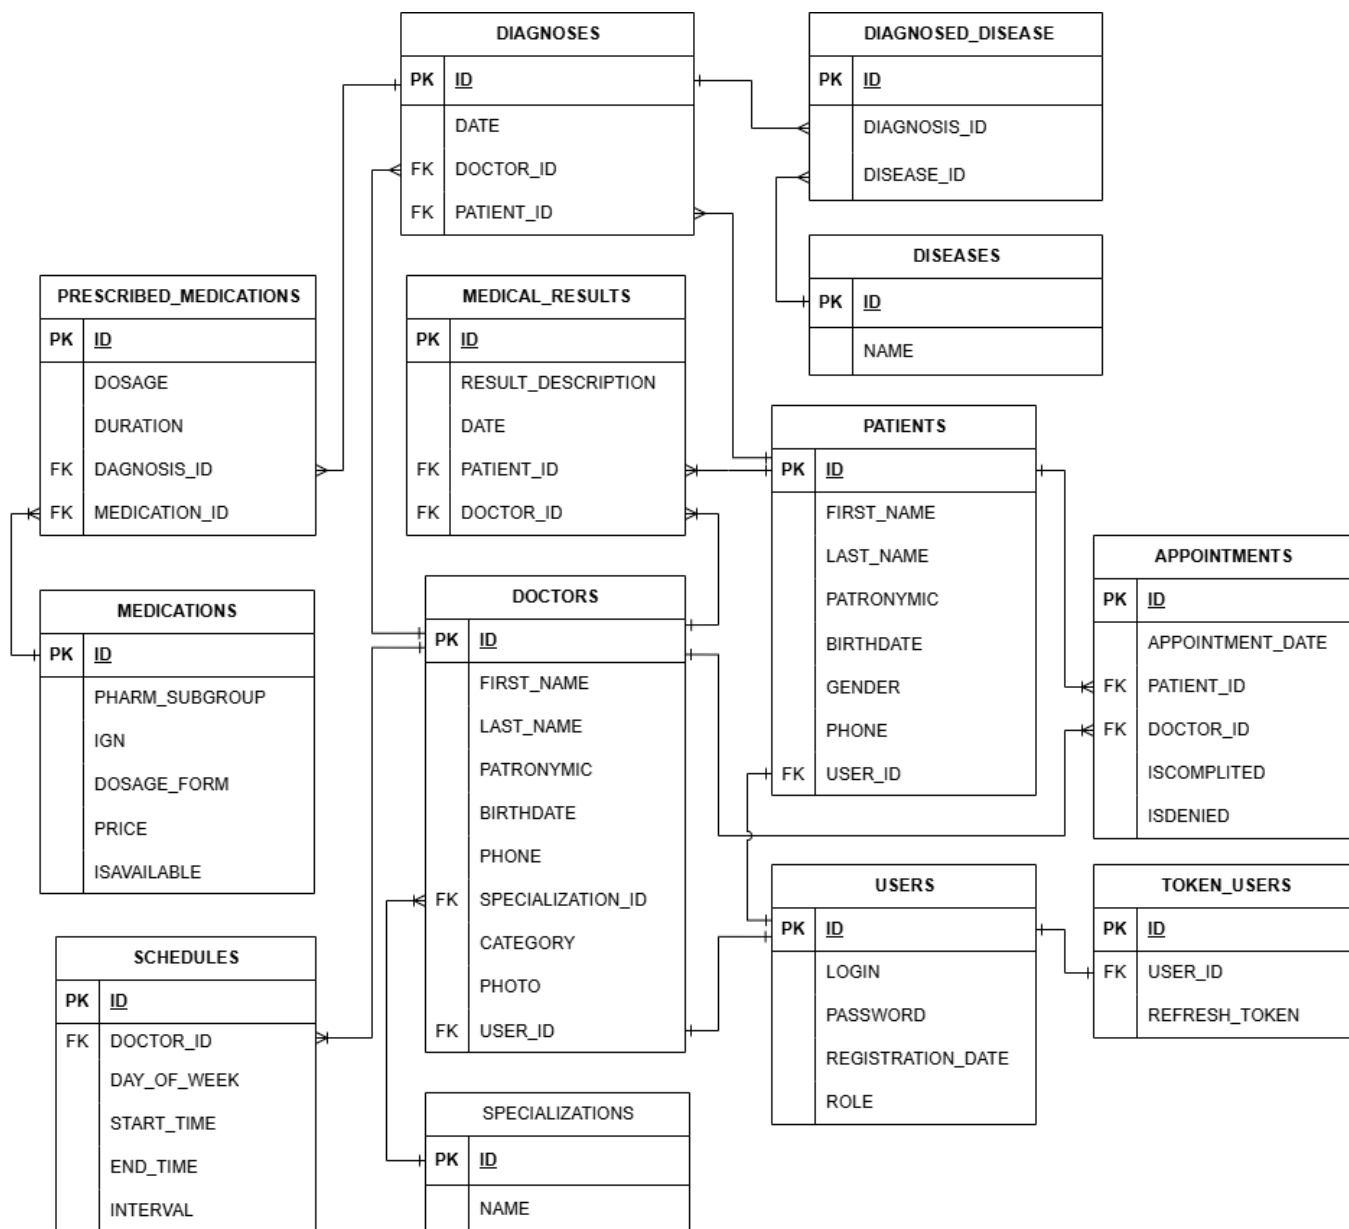 DIAGNOSES
PK ID
DATE
FK DOCTOR_ID
FK PATIENT_ID
DIAGNOSED_DISEASE
PK ID
DIAGNOSIS_ID
DISEASE_ID
DISEASES
PK ID
NAME
PRESCRIBED_MEDICATIONS
PK ID
DOSAGE
DURATION
FK DAGNOSIS_ID
FK MEDICATION_ID
MEDICAL_RESULTS
PK ID
RESULT_DESCRIPTION
DATE
FK PATIENT_ID
FK DOCTOR_ID
PATIENTS
PK ID
FIRST_NAME
LAST_NAME
PATRONYMIC
BIRTHDATE
GENDER
PHONE
FK USER_ID
APPOINTMENTS
PK ID
APPOINTMENT_DATE
FK PATIENT_ID
FK DOCTOR_ID
ISCOMPLITED
ISDENIED
MEDICATIONS
PK ID
PHARM_SUBGROUP
IGN
DOSAGE_FORM
PRICE
ISAVAILABLE
DOCTORS
PK ID
FIRST_NAME
LAST_NAME
PATRONYMIC
BIRTHDATE
PHONE
FK SPECIALIZATION_ID
CATEGORY
PHOTO
FK USER_ID
USERS
PK ID
LOGIN
PASSWORD
REGISTRATION_DATE
ROLE
TOKEN_USERS
PK ID
FK USER_ID
REFRESH_TOKEN
SCHEDULES
PK ID
FK DOCTOR_ID
DAY_OF_WEEK
START_TIME
END_TIME
INTERVAL
SPECIALIZATIONS
PK ID
NAME